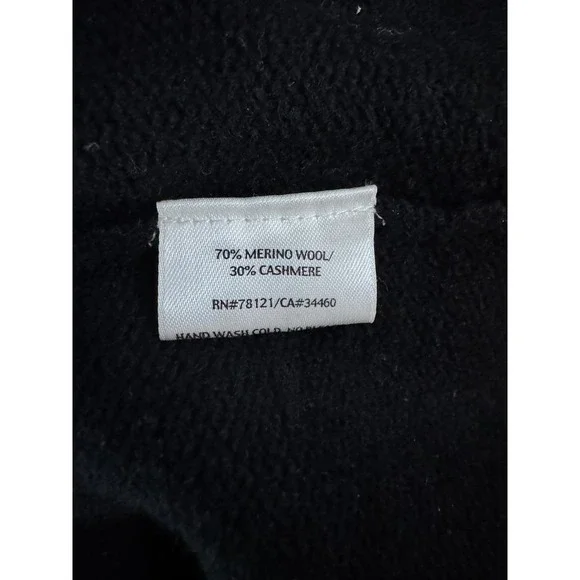 70% MERINO WOOL/
30% CASHMERE
RN#78121/CA#34460
HAND WASH COLD